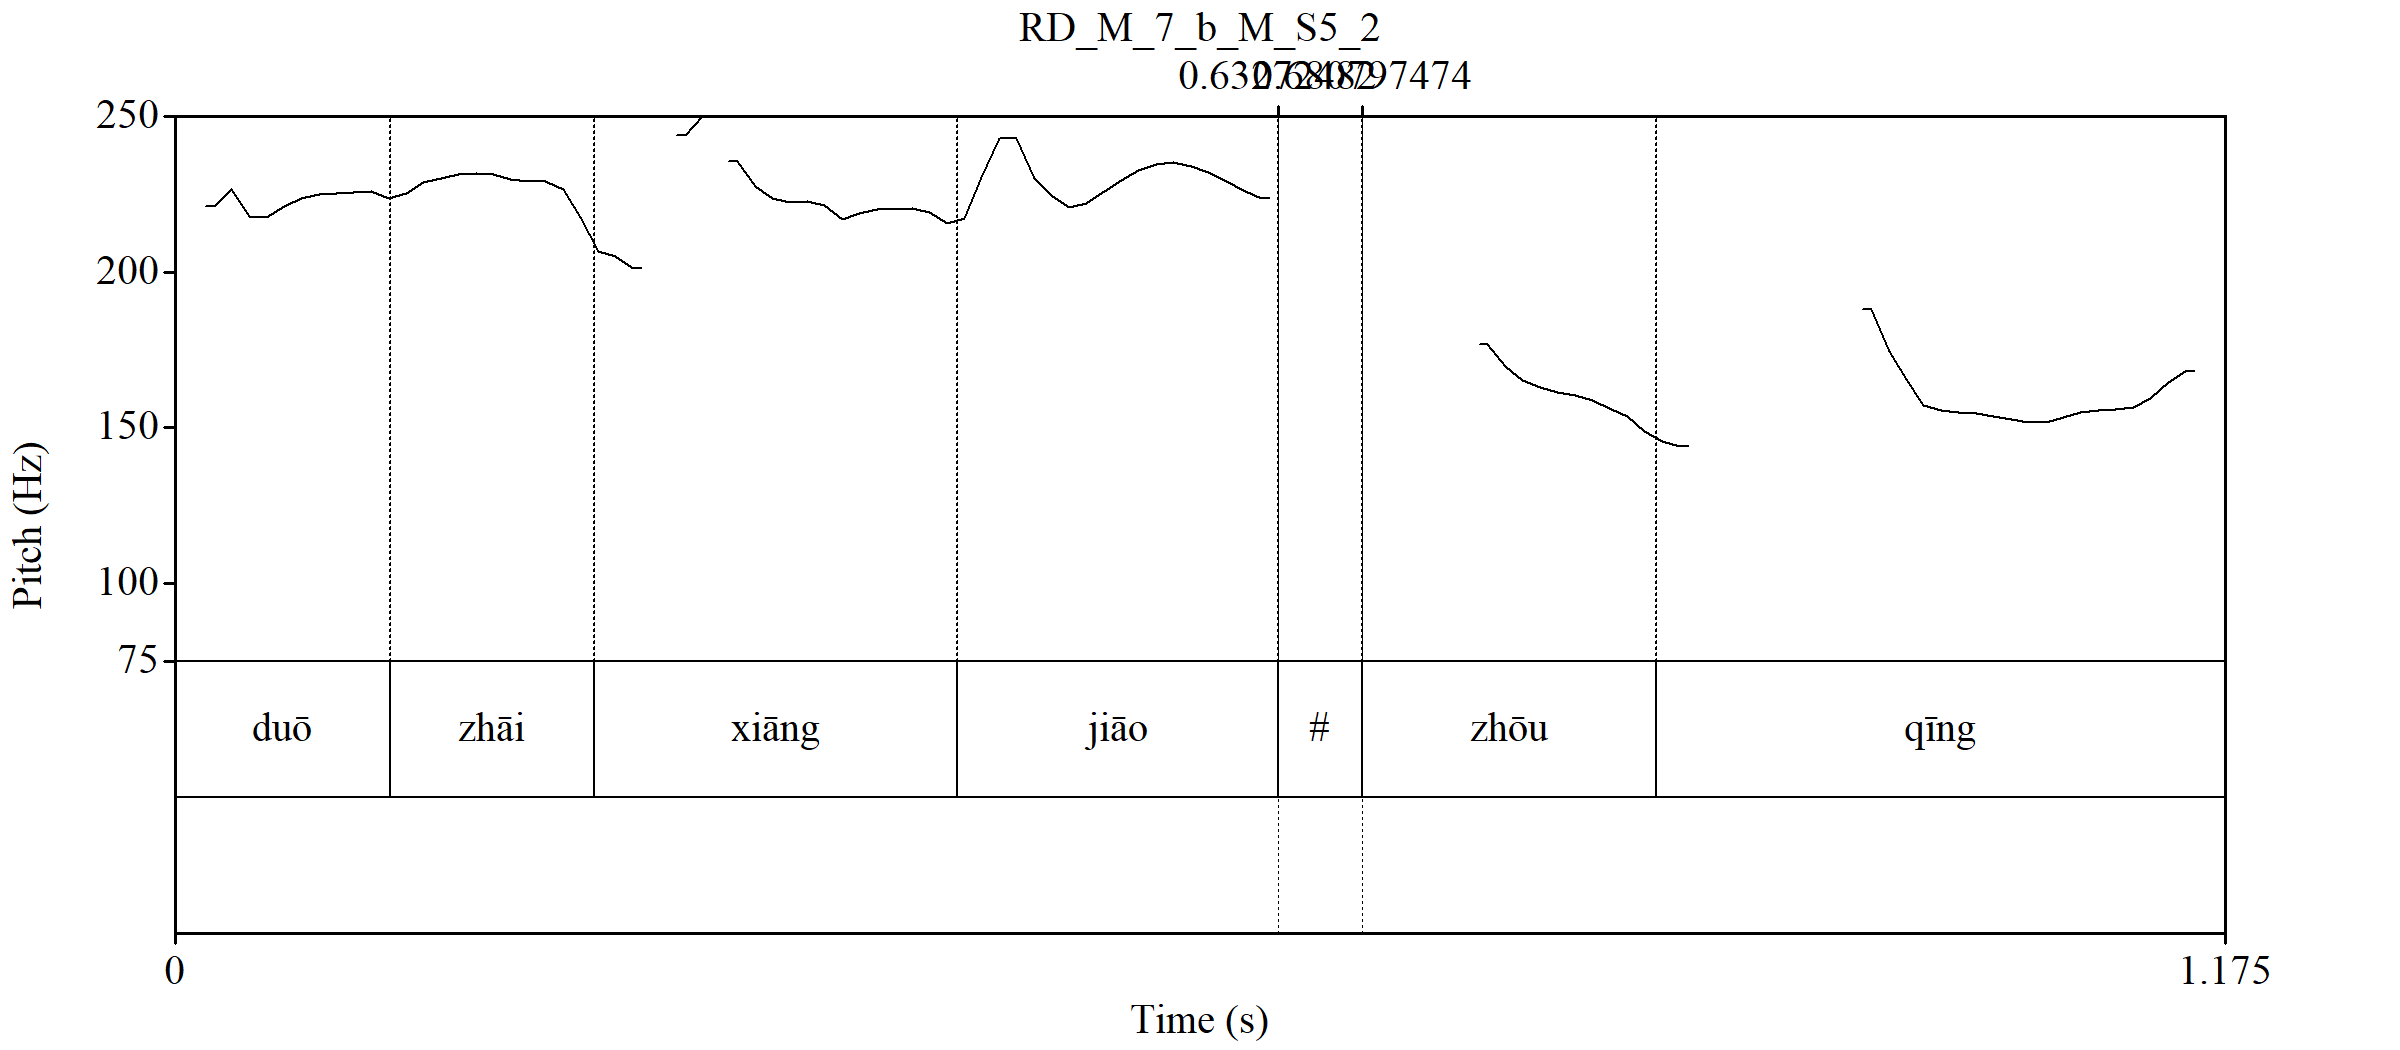 RD_M_7_b_M_S5_2
250
200
150
100
75
Pitch (Hz)
duō zhāi xiāng jiāo # zhōu qīng
0 1.175
Time (s)